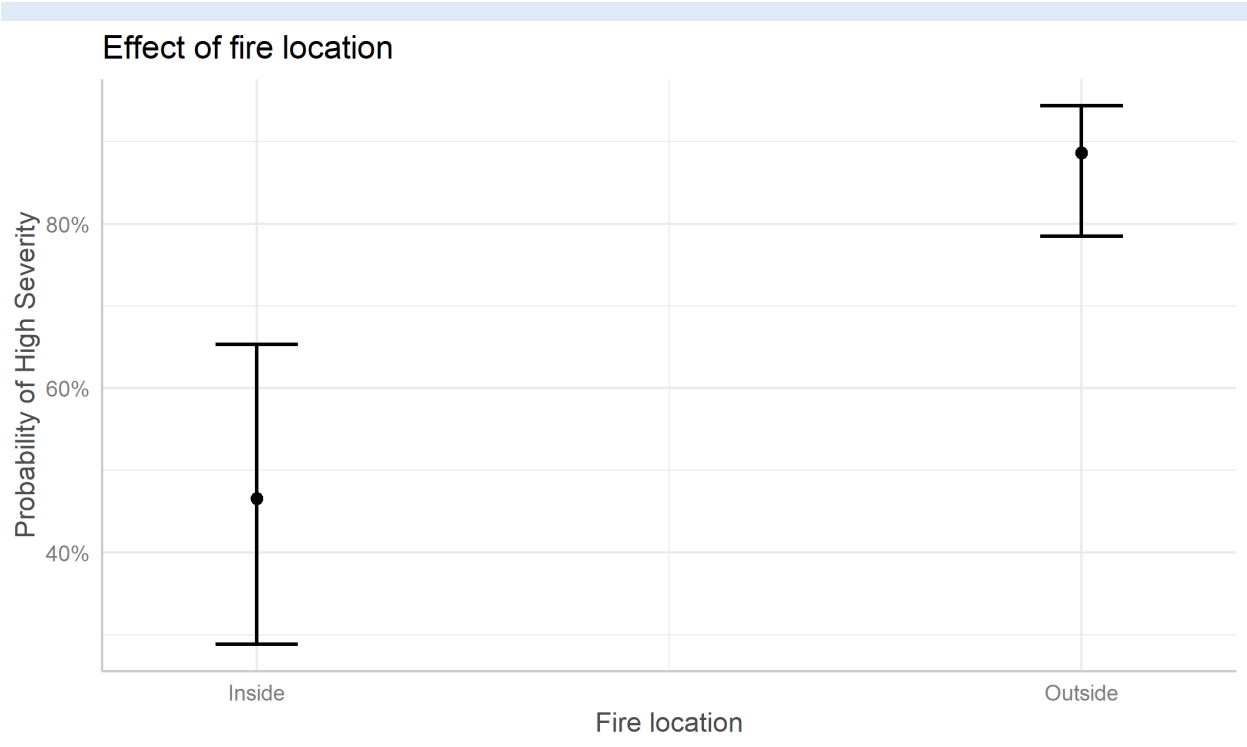 Effect of fire location
Probability of High Severity
80%
60%
40%
Inside
Outside
Fire location